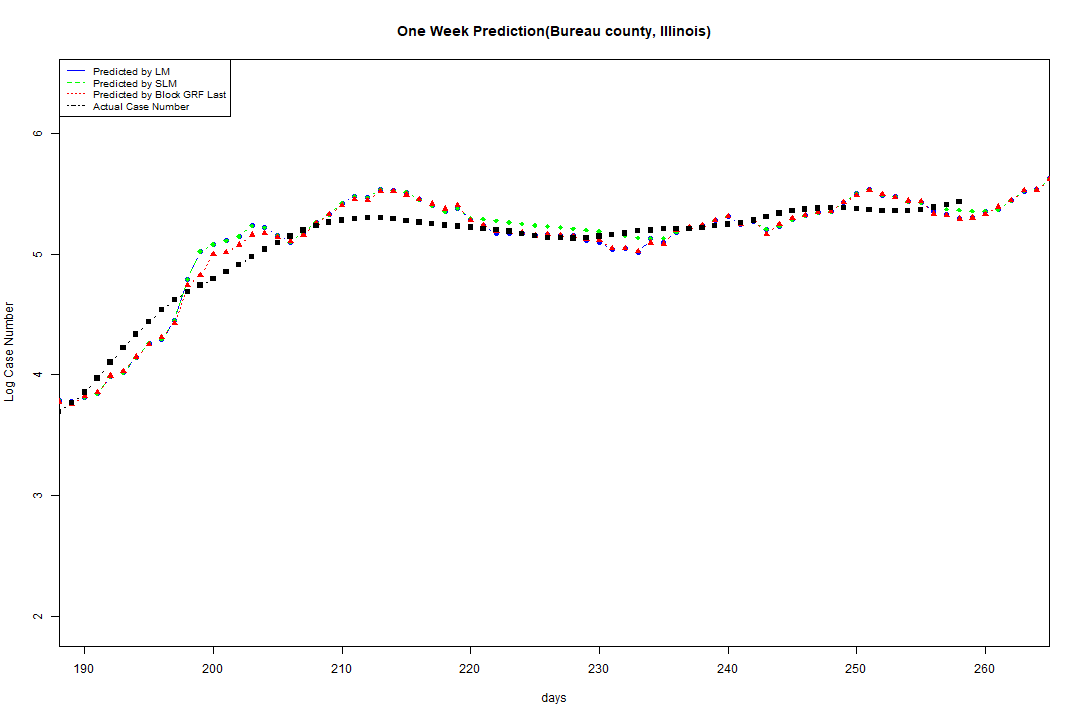 One Week Prediction(Bureau county, Illinois)
Predicted by LM
Predicted by SLM
Predicted by Block GRF Last
Actual Case Number
6
5
4
3
2
Log Case Number
190 200 210 220 230 240 250 260
days